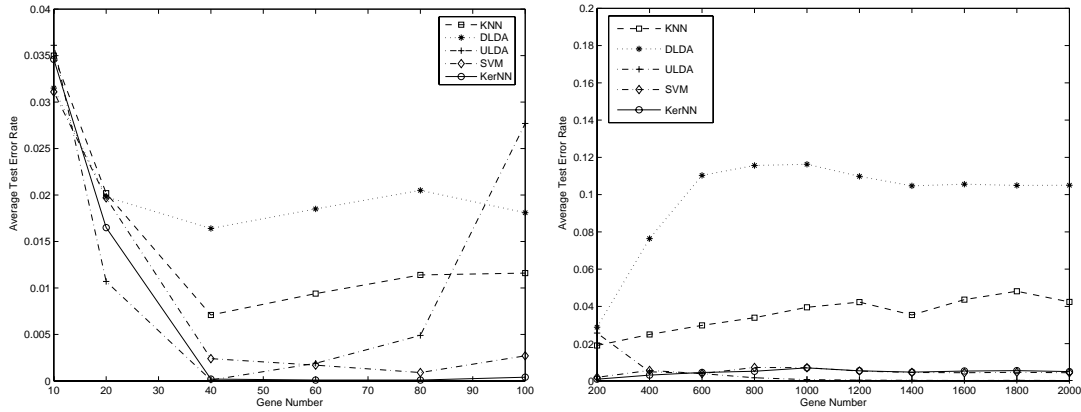 0.04
0.035
0.03
0.025
0.02
0.015
0.01
0.005
0
Average Test Error Rate
10 20 30 40 50 60 70 80 90 100
Gene Number
KNN
DLDA
ULDA
SVM
KerNN
0.2
0.18
0.16
0.14
0.12
0.1
0.08
0.06
0.04
0.02
0
Average Test Error Rate
200 400 600 800 1000 1200 1400 1600 1800 2000
Gene Number
KNN
DLDA
ULDA
SVM
KerNN